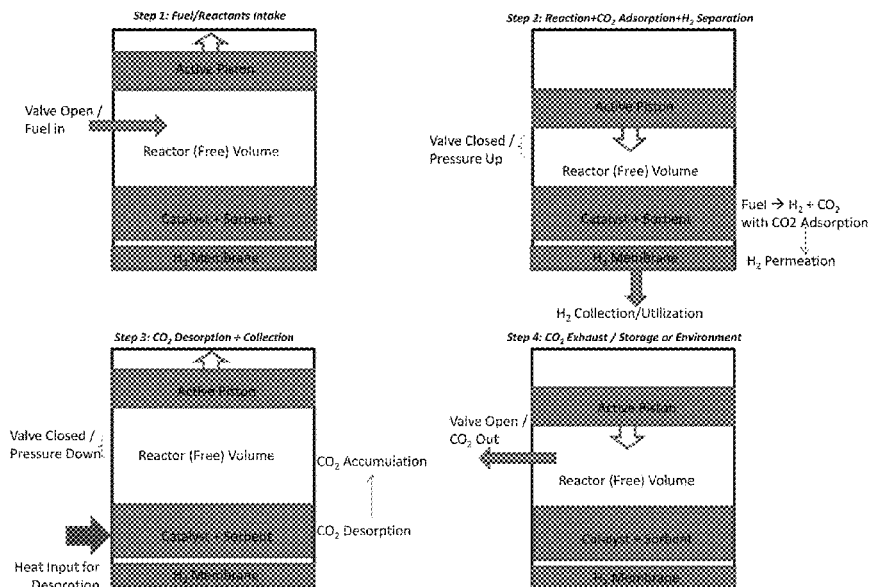 Step 1: Fuel/Reactants Intake
Active Piston
Valve Open /
Fuel in
Reactor (Free) Volume
Catalyst + Sorbent
H₂ Membrane
Step 2: Reaction+CO₂ Adsorption+H₂ Separation
Active Piston
Valve Closed /
Pressure Up
Reactor (Free) Volume
Catalyst + Sorbent
Fuel → H₂ + CO₂
with CO2 Adsorption
H₂ Membrane
H₂ Permeation
H₂ Collection/Utilization
Step 3: CO₂ Desorption + Collection
Active Piston
Valve Closed /
Pressure Down
Reactor (Free) Volume
CO₂ Accumulation
Catalyst + Sorbent
CO₂ Desorption
Heat Input for
Desorption
H₂ Membrane
Step 4: CO₂ Exhaust / Storage or Environment
Active Piston
Valve Open /
CO₂ Out
Reactor (Free) Volume
Catalyst + Sorbent
H₂ Membrane